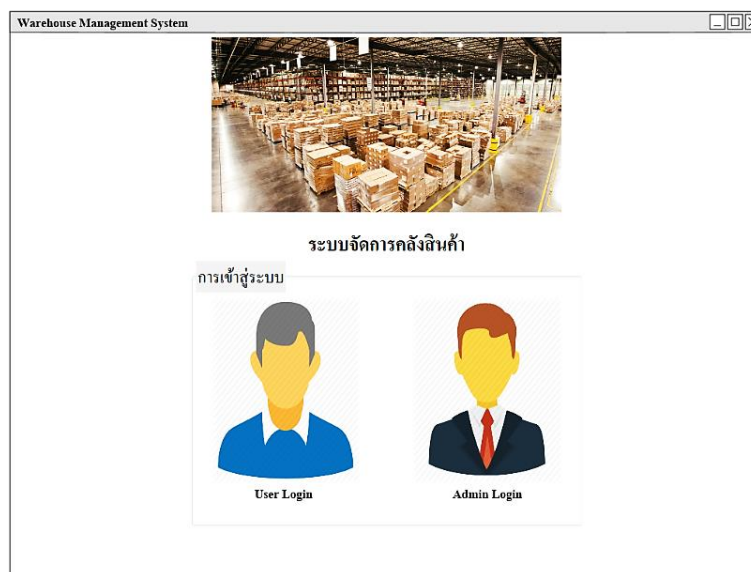 Warehouse Management System
ระบบจัดการคลังสินค้า
การเข้าสู่ระบบ
User Login
Admin Login